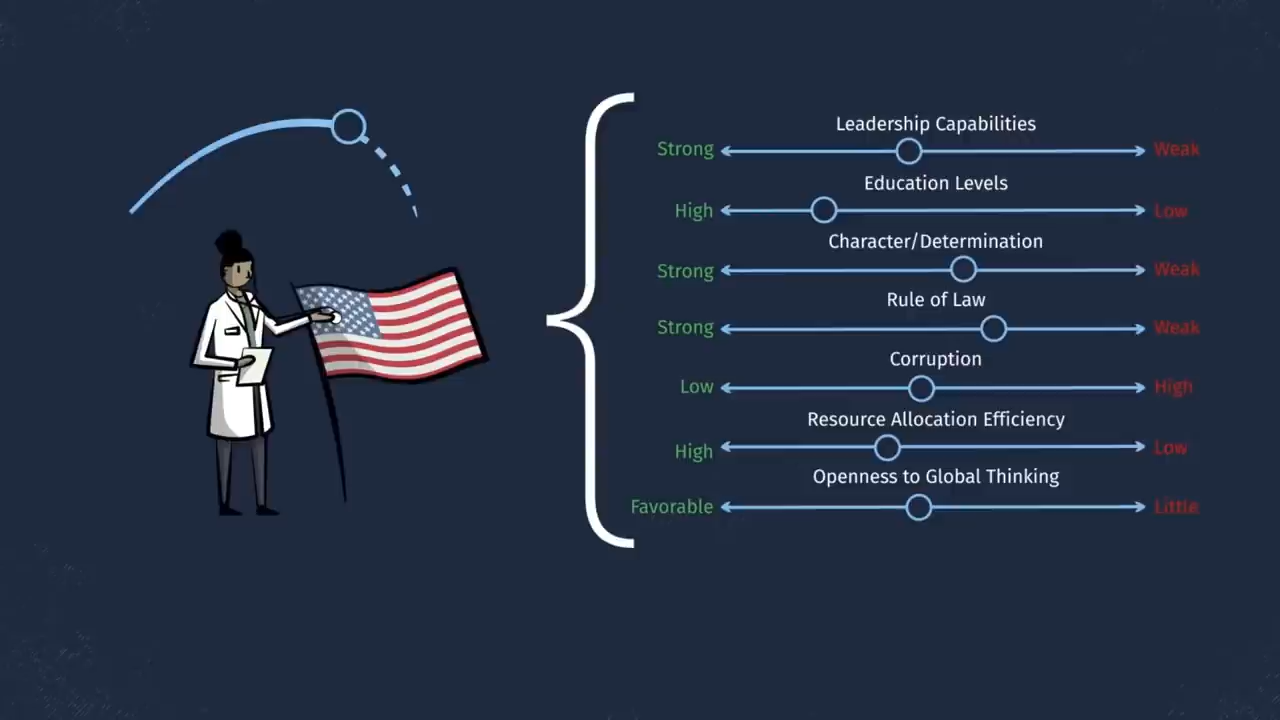 Leadership Capabilities
Strong Weak
Education Levels
High Low
Character/Determination
Strong Weak
Rule of Law
Strong Weak
Corruption
Low High
Resource Allocation Efficiency
High Low
Openness to Global Thinking
Favorable Little